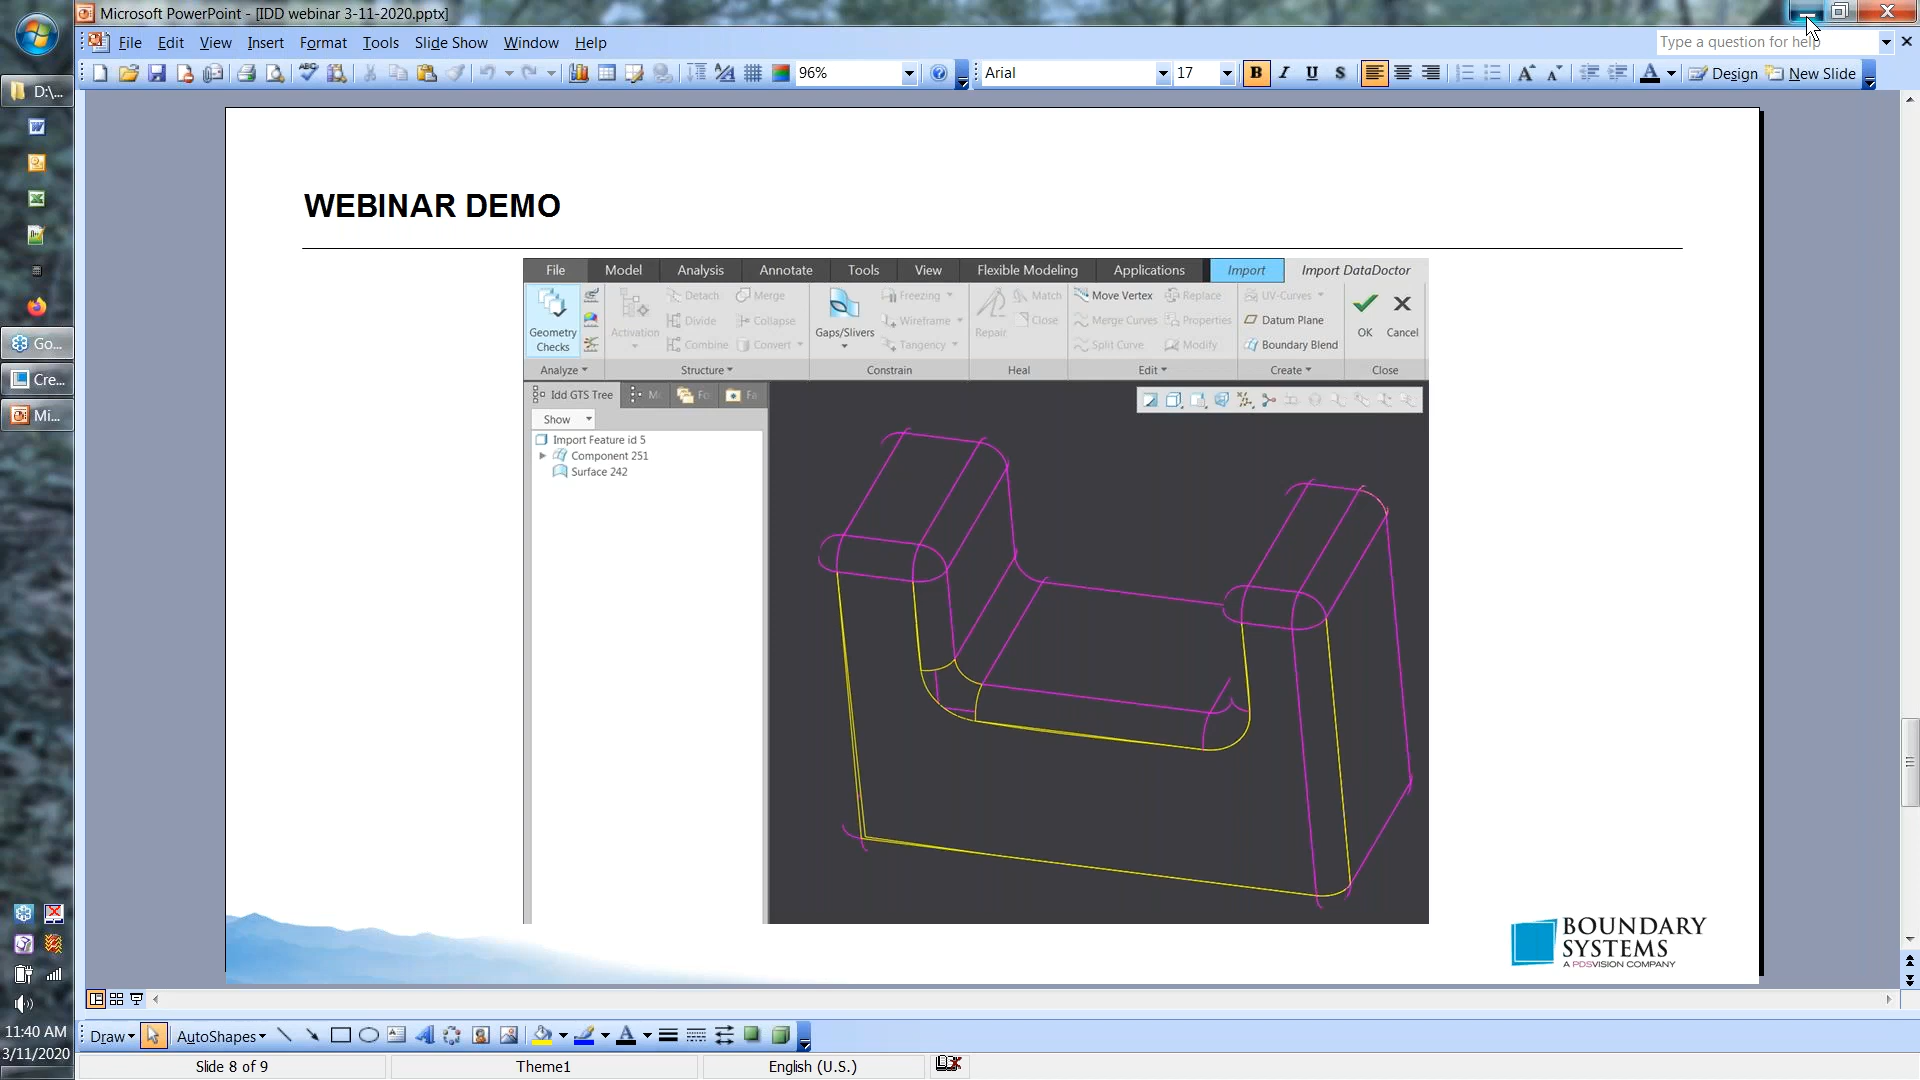 Microsoft PowerPoint - [IDD webinar 3-11-2020.pptx]
File Edit View Insert Format Tools Slide Show Window Help
Type a question for help
96%
Arial
17
B I U S
Design
New Slide
D:\...
Go...
Cre...
Mi...
WEBINAR DEMO
File Model Analysis Annotate Tools View Flexible Modeling Applications Import Import DataDoctor
Geometry Checks
Activation
Detach
Divide
Combine
Merge
Collapse
Convert
Gaps/Slivers
Freezing
Wireframe
Tangency
Repair
Match
Close
Move Vertex
Merge Curves
Split Curve
Replace
Properties
Modify
UV-Curves
Datum Plane
Boundary Blend
OK
Cancel
Analyze Structure Constrain Heal Edit Create Close
Idd GTS Tree
Show
Import Feature id 5
Component 251
Surface 242
BOUNDARY
SYSTEMS
A PDSVISION COMPANY
11:40 AM
3/11/2020
Draw
AutoShapes
Slide 8 of 9
Theme1
English (U.S.)